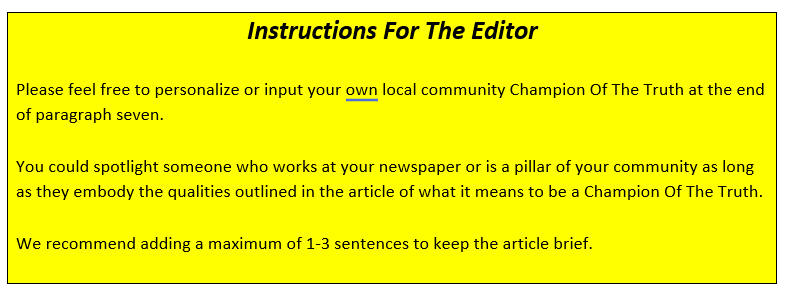 Instructions For The Editor
Please feel free to personalize or input your own local community Champion Of The Truth at the end
of paragraph seven.
You could spotlight someone who works at your newspaper or is a pillar of your community as long
as they embody the qualities outlined in the article of what it means to be a Champion Of The Truth.
We recommend adding a maximum of 1-3 sentences to keep the article brief.